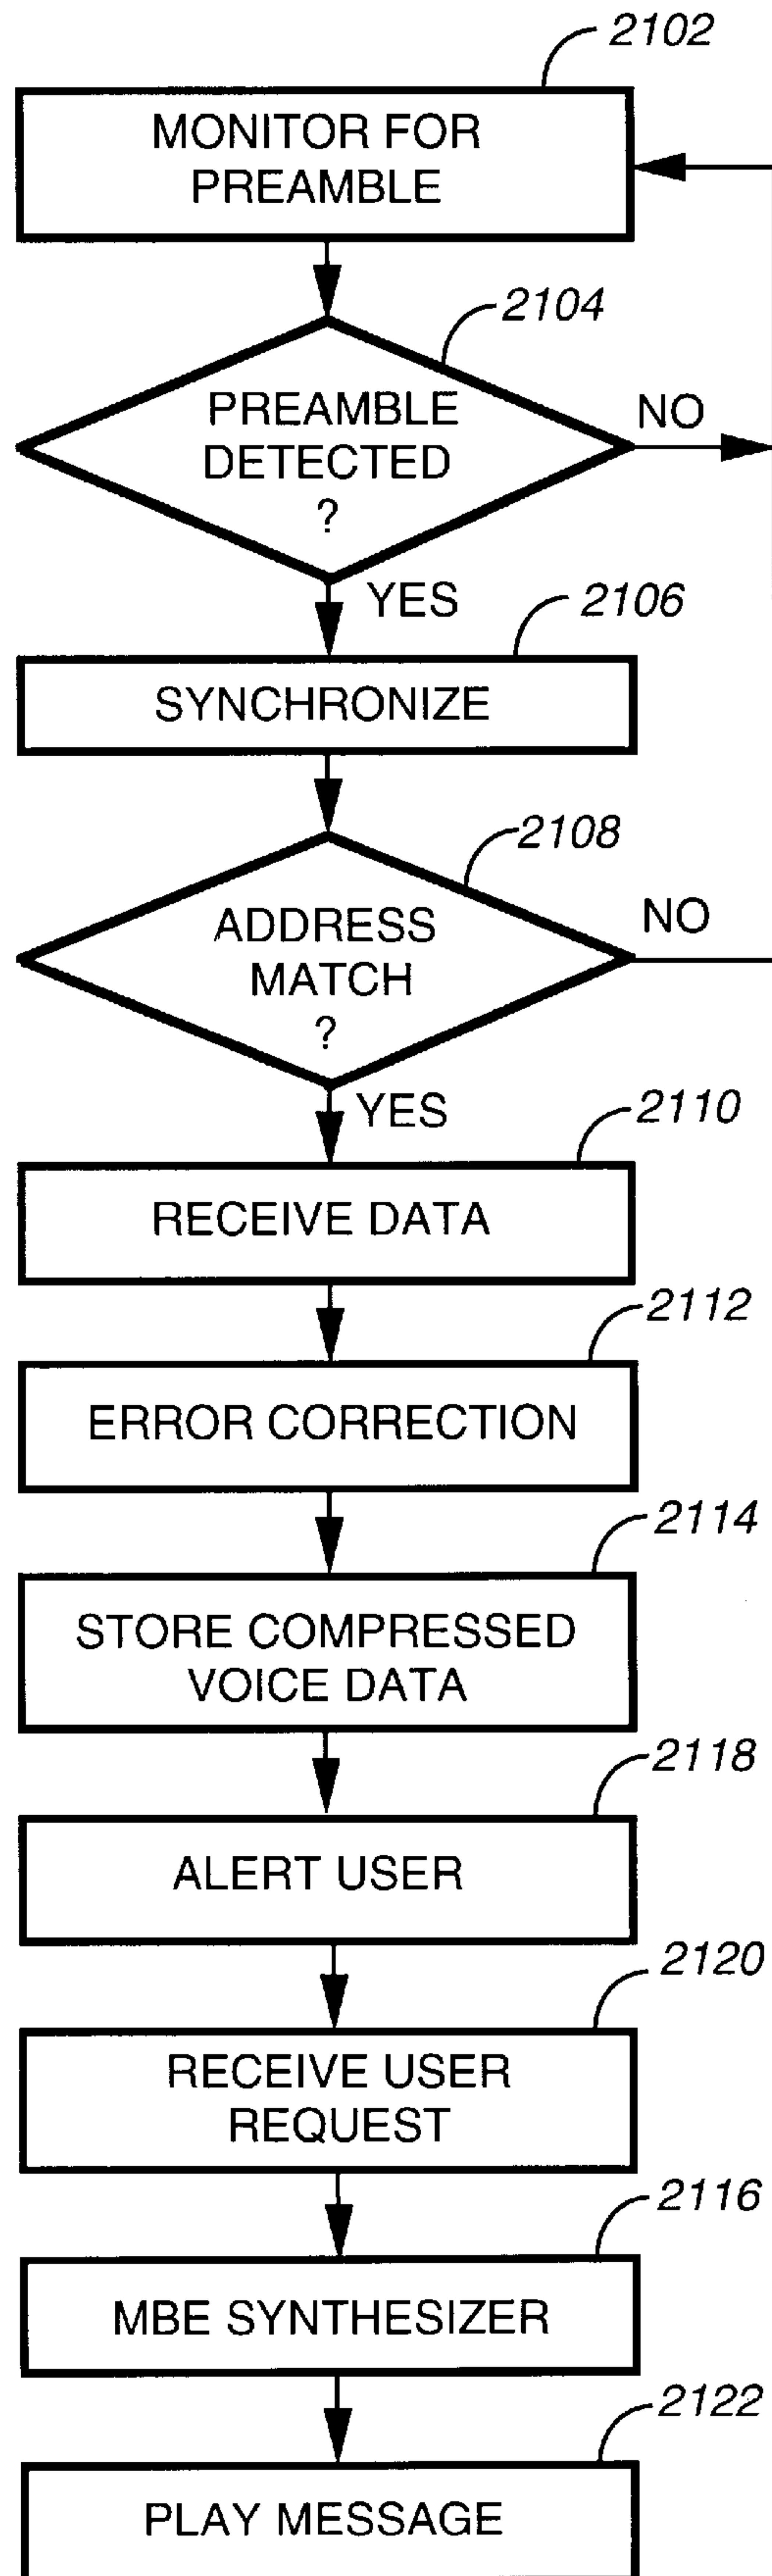 2102
MONITOR FOR
PREAMBLE
2104
PREAMBLE
DETECTED
?
NO
YES
2106
SYNCHRONIZE
2108
ADDRESS
MATCH
?
NO
YES
2110
RECEIVE DATA
2112
ERROR CORRECTION
2114
STORE COMPRESSED
VOICE DATA
2118
ALERT USER
2120
RECEIVE USER
REQUEST
2116
MBE SYNTHESIZER
2122
PLAY MESSAGE